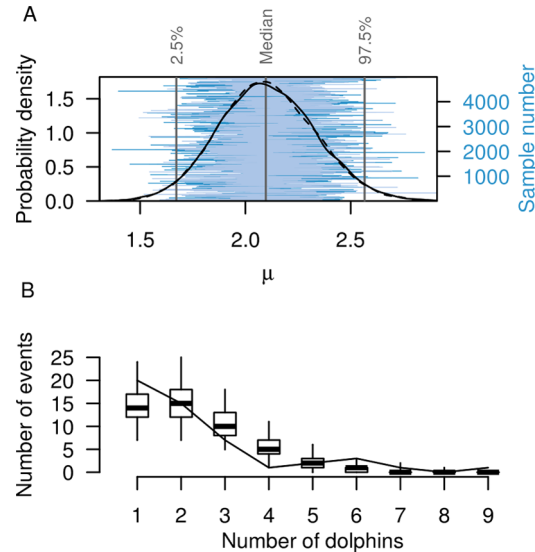 A
2.5%
Median
97.5%
Probability density
1.5
1.0
0.5
0.0
4000
3000
2000
1000
Sample number
1.5 2.0 2.5
μ
B
Number of events
25
20
15
10
5
0
1 2 3 4 5 6 7 8 9
Number of dolphins